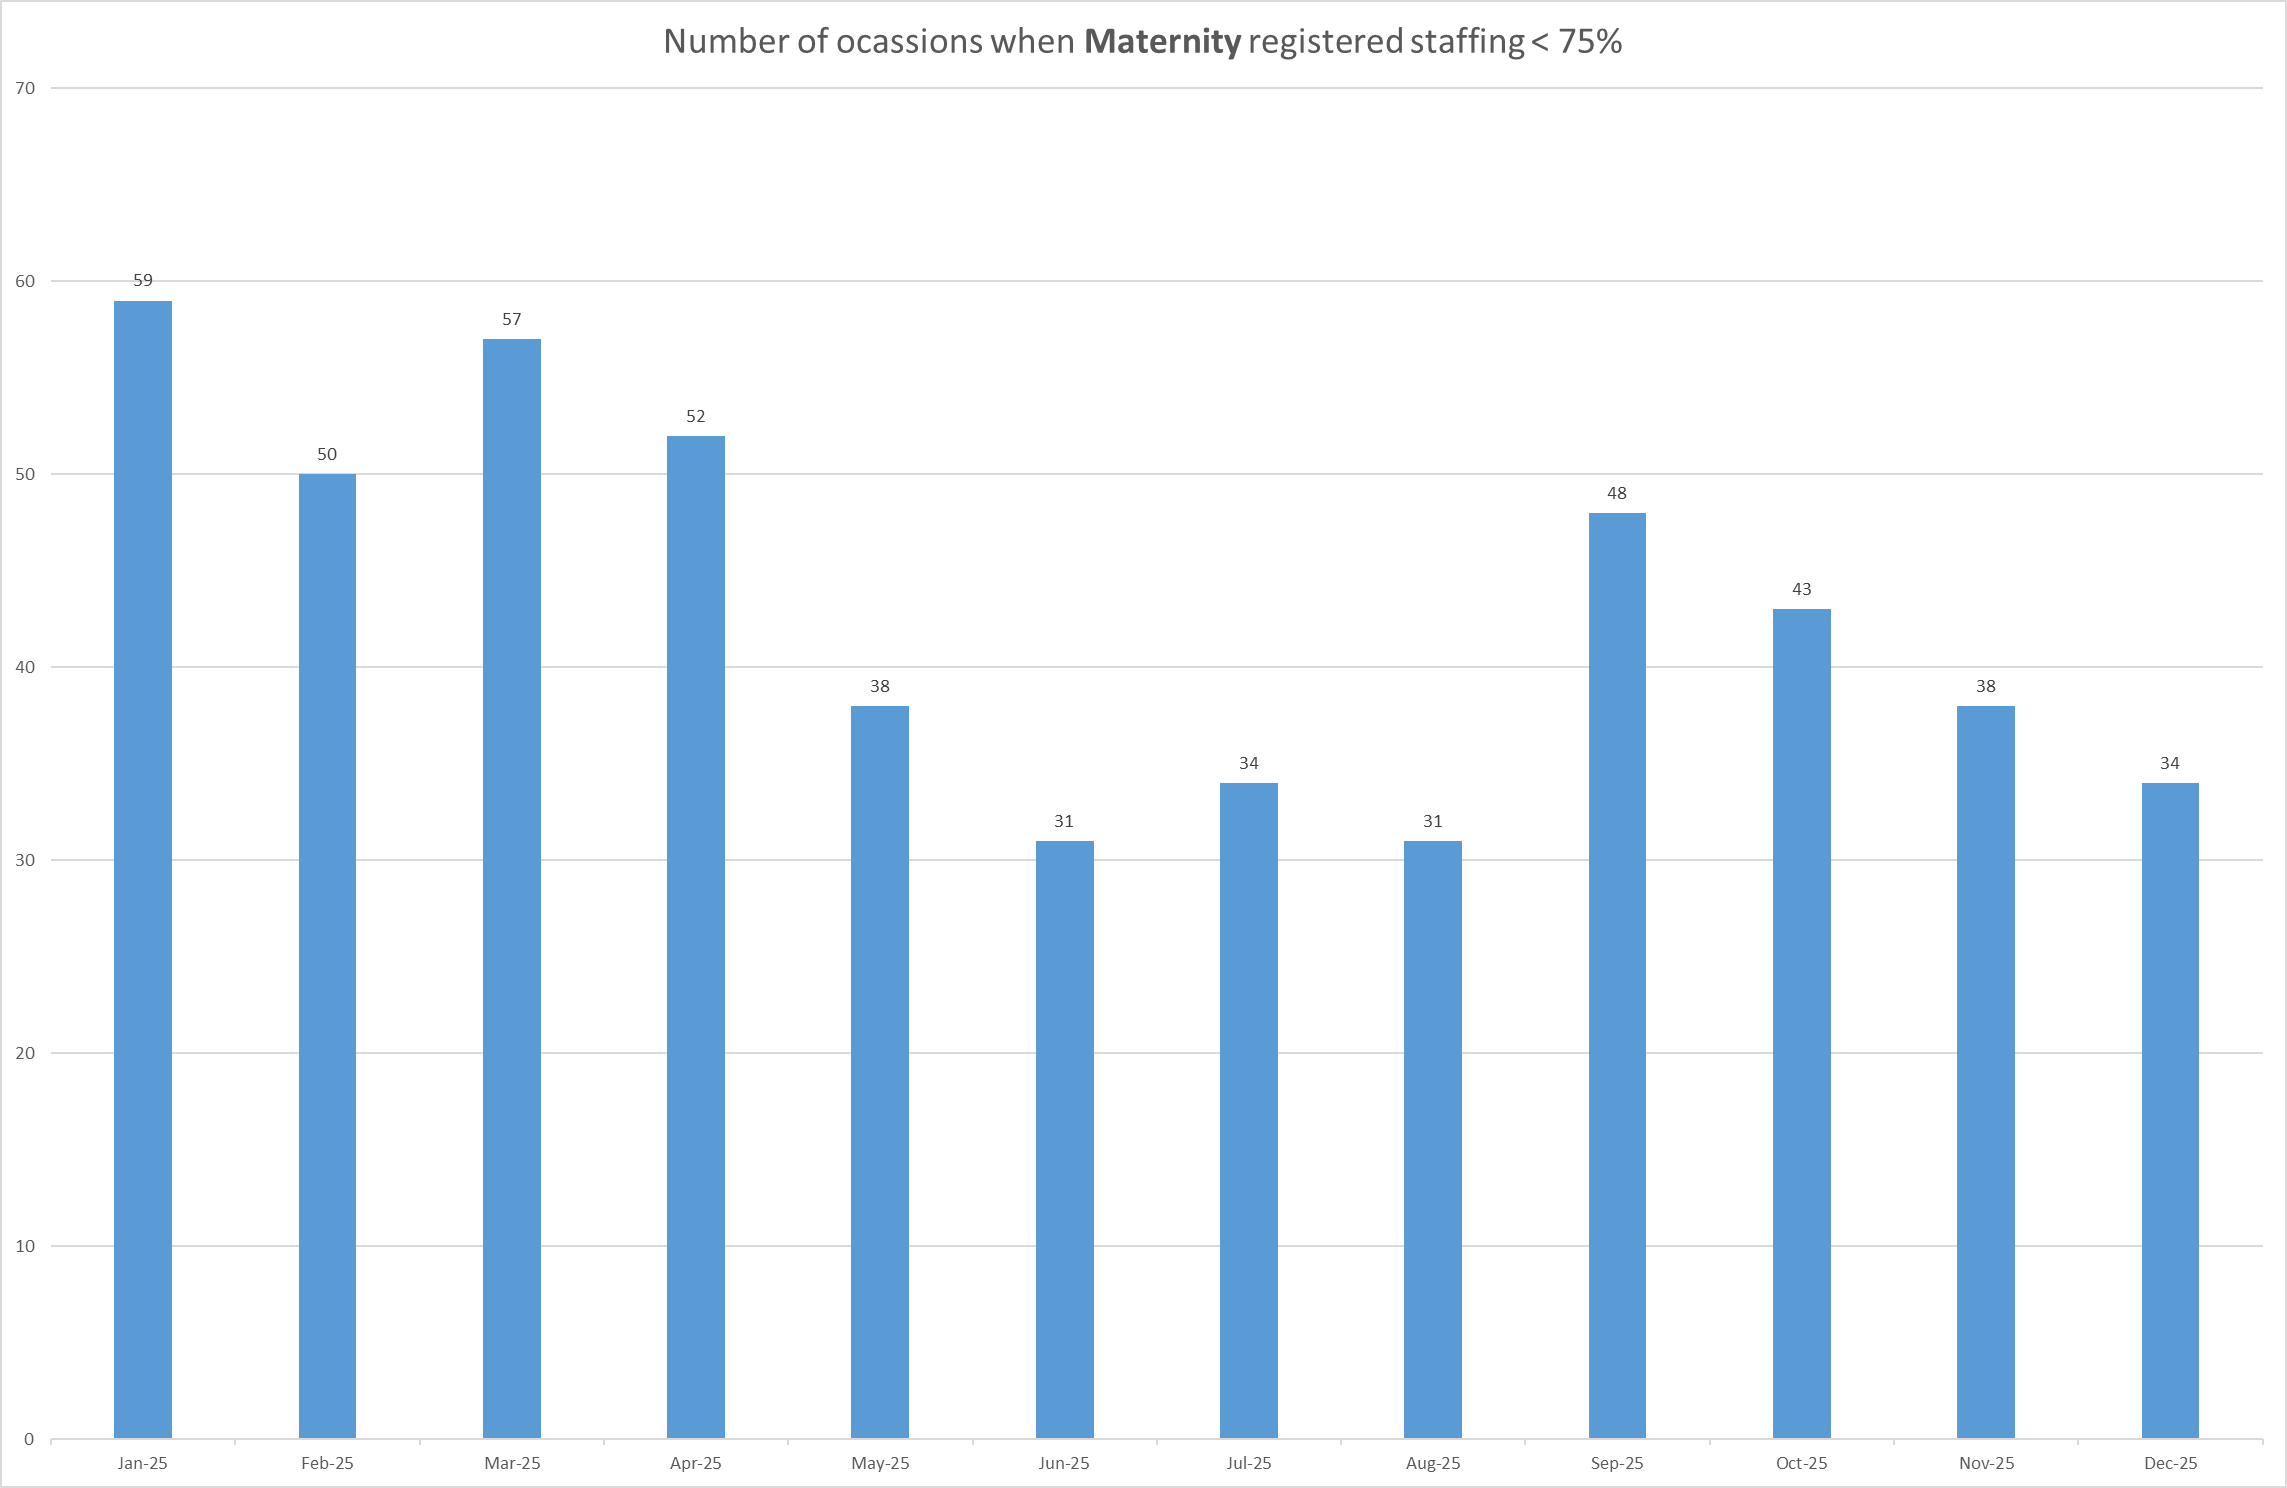 Number of ocassions when Maternity registered staffing < 75%
70
60
50
40
30
20
10
0
59
50
57
52
38
31
34
31
48
43
38
34
Jan-25
Feb-25
Mar-25
Apr-25
May-25
Jun-25
Jul-25
Aug-25
Sep-25
Oct-25
Nov-25
Dec-25